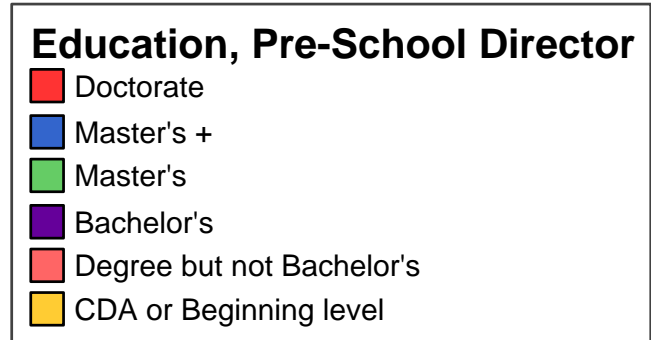 Education, Pre-School Director
Doctorate
Master's +
Master's
Bachelor's
Degree but not Bachelor's
CDA or Beginning level